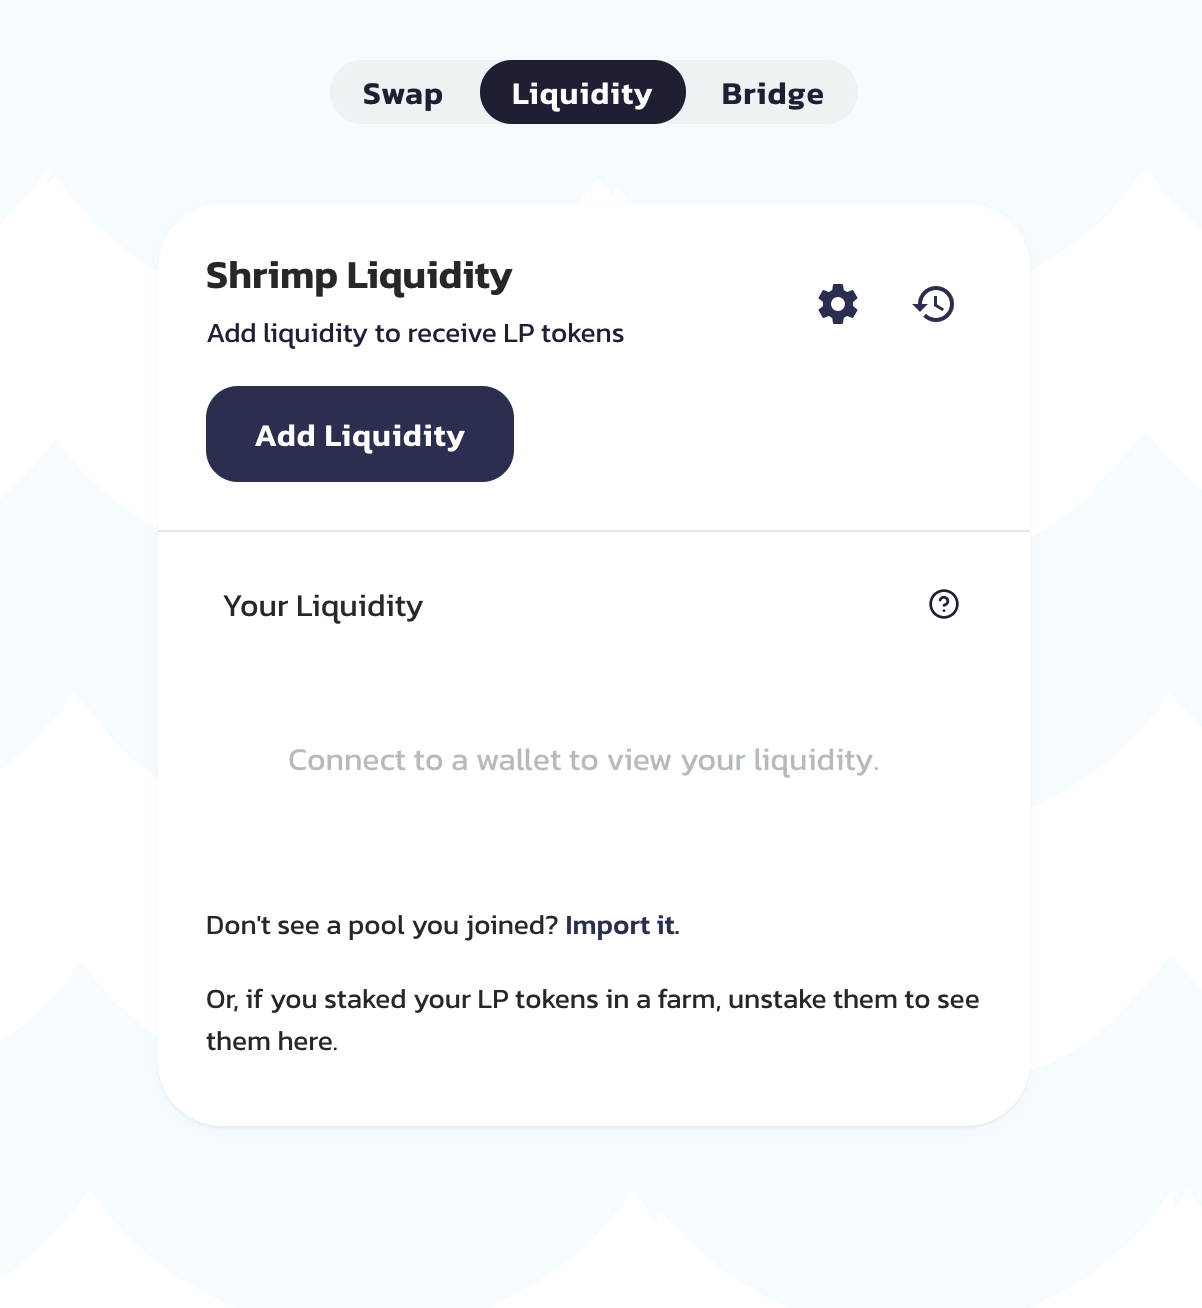 Swap Liquidity Bridge
Shrimp Liquidity
Add liquidity to receive LP tokens
Add Liquidity
Your Liquidity
Connect to a wallet to view your liquidity.
Don't see a pool you joined? Import it.
Or, if you staked your LP tokens in a farm, unstake them to see
them here.